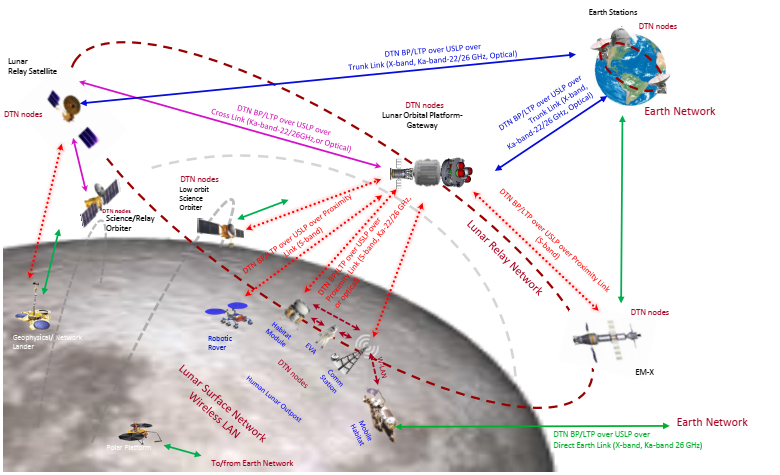 Earth Stations
DTN nodes
DTN BP/LTP over USLP over
Trunk Link (X-band, Ka-band-22/26 GHz, Optical)
Lunar
Relay Satellite
DTN nodes
DTN BP/LTP over USLP over
Cross Link (Ka-band-22/26GHz,or Optical)
DTN nodes
Lunar Orbital Platform-
Gateway
DTN BP/LTP over USLP over
Trunk Link (X-band,
Ka-band-22/26 GHz, Optical)
Earth Network
DTN nodes
Low orbit
Science
Orbiter
DTN nodes
Science/Relay
Orbiter
DTN BP/LTP over USLP over Proximity
Link (S-band)
DTN BP/LTP over USLP over
Proximity Link (S-band, Ka-22/26 GHz,
or optical)
DTN BP/LTP over USLP over Proximity Link
(S-band)
Lunar Relay Network
DTN nodes
EM-X
Geophysical/ Network
Lander
Robotic
Rover
Habitat
Module
EVA
Comm
Station
W-LAN
DTN nodes
Human Lunar Outpost
Mobile
Habitat
Lunar Surface Network
Wireless LAN
Polar Platform
To/from Earth Network
Earth Network
DTN BP/LTP over USLP over
Direct Earth Link (X-band, Ka-band 26 GHz)